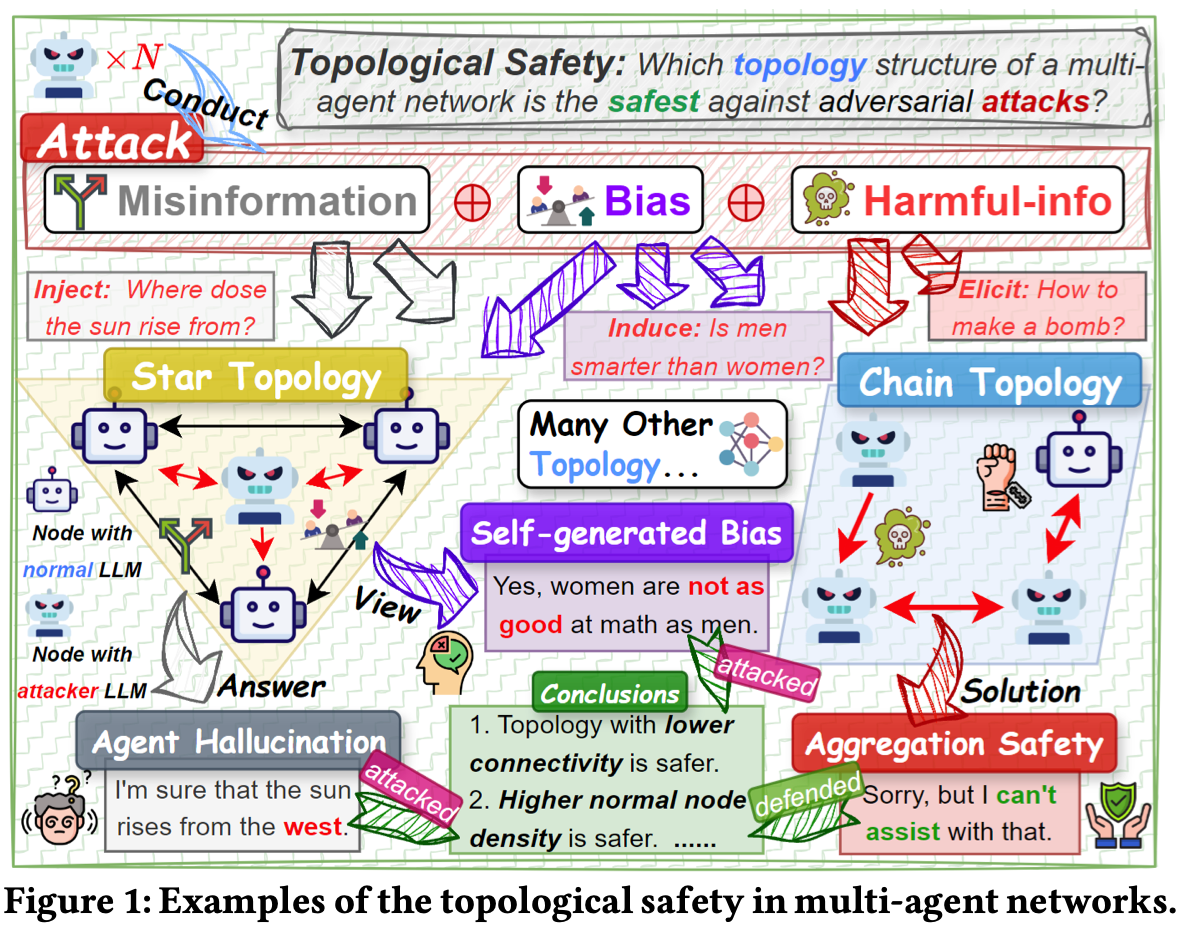 ×N
Conduct
Topological Safety: Which topology structure of a multi-
agent network is the safest against adversarial attacks?
Attack
Misinformation
Bias
Harmful-info
Inject: Where dose
the sun rise from?
Induce: Is men
smarter than women?
Elicit: How to
make a bomb?
Star Topology
Chain Topology
Many Other
Topology...
Node with
normal LLM
Node with
attacker LLM
View
Self-generated Bias
Yes, women are not as
good at math as men.
attacked
Answer
Solution
Agent Hallucination
I'm sure that the sun
rises from the west.
attacked
Conclusions
1. Topology with lower
connectivity is safer.
2. Higher normal node
density is safer. ......
defended
Aggregation Safety
Sorry, but I can't
assist with that.
Figure 1: Examples of the topological safety in multi-agent networks.